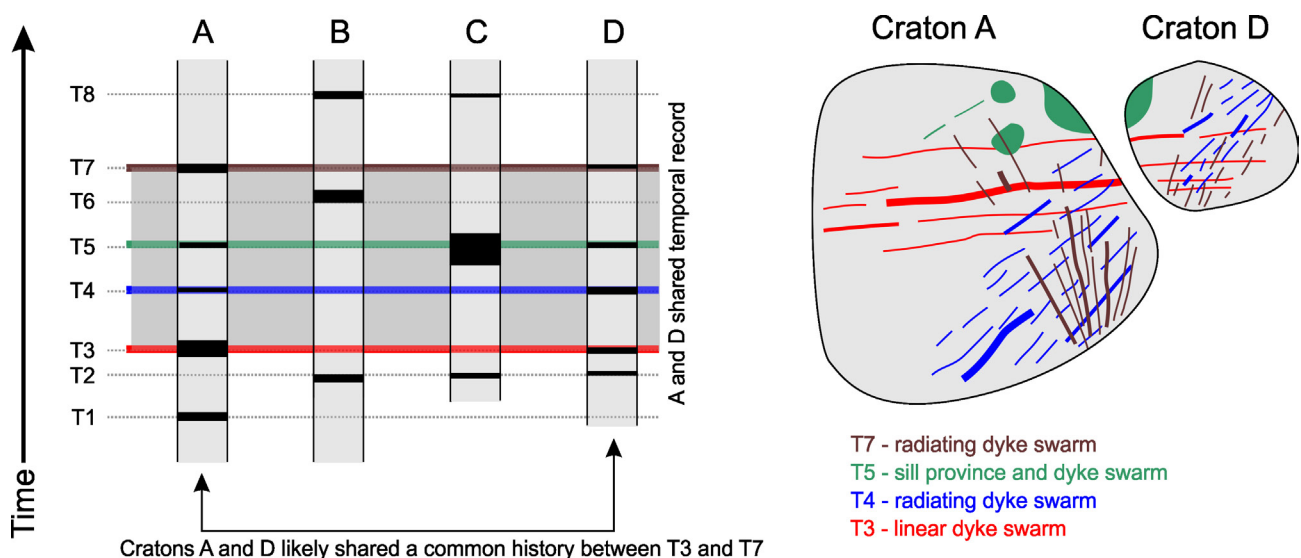 A B C D
Craton A Craton D
T8
T7
T6
T5
T4
T3
T2
T1
Time
A and D shared temporal record
T7 - radiating dyke swarm
T5 - sill province and dyke swarm
T4 - radiating dyke swarm
T3 - linear dyke swarm
Cratons A and D likely shared a common history between T3 and T7